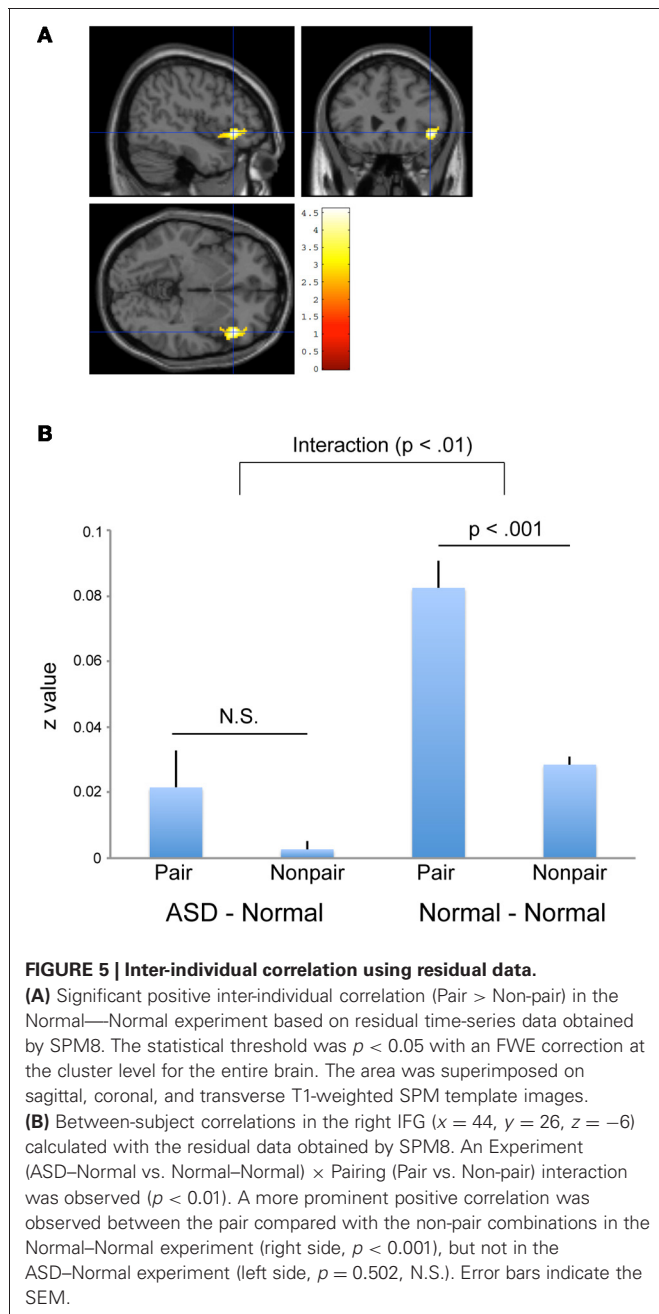 A
4.5
4
3.5
3
2.5
2
1.5
1
0.5
0
B
Interaction (p < .01)
p < .001
N.S.
0.1
0.08
0.06
0.04
0.02
0
z value
Pair Nonpair Pair Nonpair
ASD - Normal Normal - Normal
FIGURE 5 | Inter-individual correlation using residual data.
(A) Significant positive inter-individual correlation (Pair > Non-pair) in the
Normal—-Normal experiment based on residual time-series data obtained
by SPM8. The statistical threshold was p < 0.05 with an FWE correction at
the cluster level for the entire brain. The area was superimposed on
sagittal, coronal, and transverse T1-weighted SPM template images.
(B) Between-subject correlations in the right IFG (x = 44, y = 26, z = −6)
calculated with the residual data obtained by SPM8. An Experiment
(ASD–Normal vs. Normal–Normal) × Pairing (Pair vs. Non-pair) interaction
was observed (p < 0.01). A more prominent positive correlation was
observed between the pair compared with the non-pair combinations in the
Normal–Normal experiment (right side, p < 0.001), but not in the
ASD–Normal experiment (left side, p = 0.502, N.S.). Error bars indicate the
SEM.